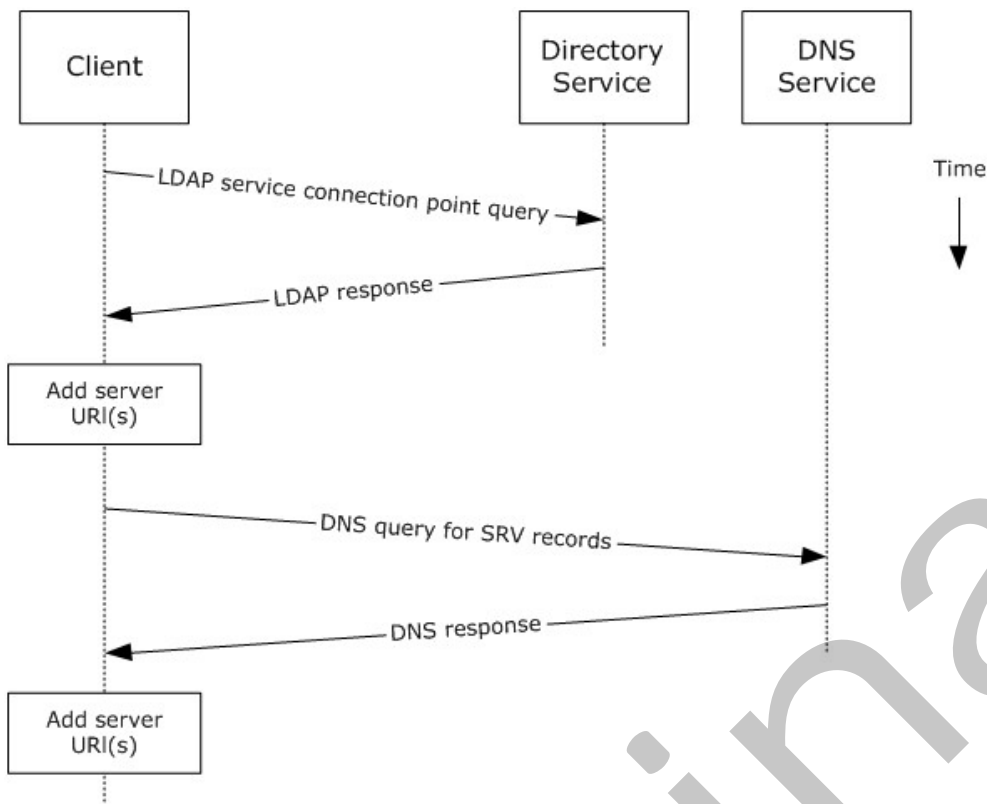 Client
Directory
Service
DNS
Service
Time
LDAP service connection point query
LDAP response
Add server
URI(s)
DNS query for SRV records
DNS response
Add server
URI(s)
ina